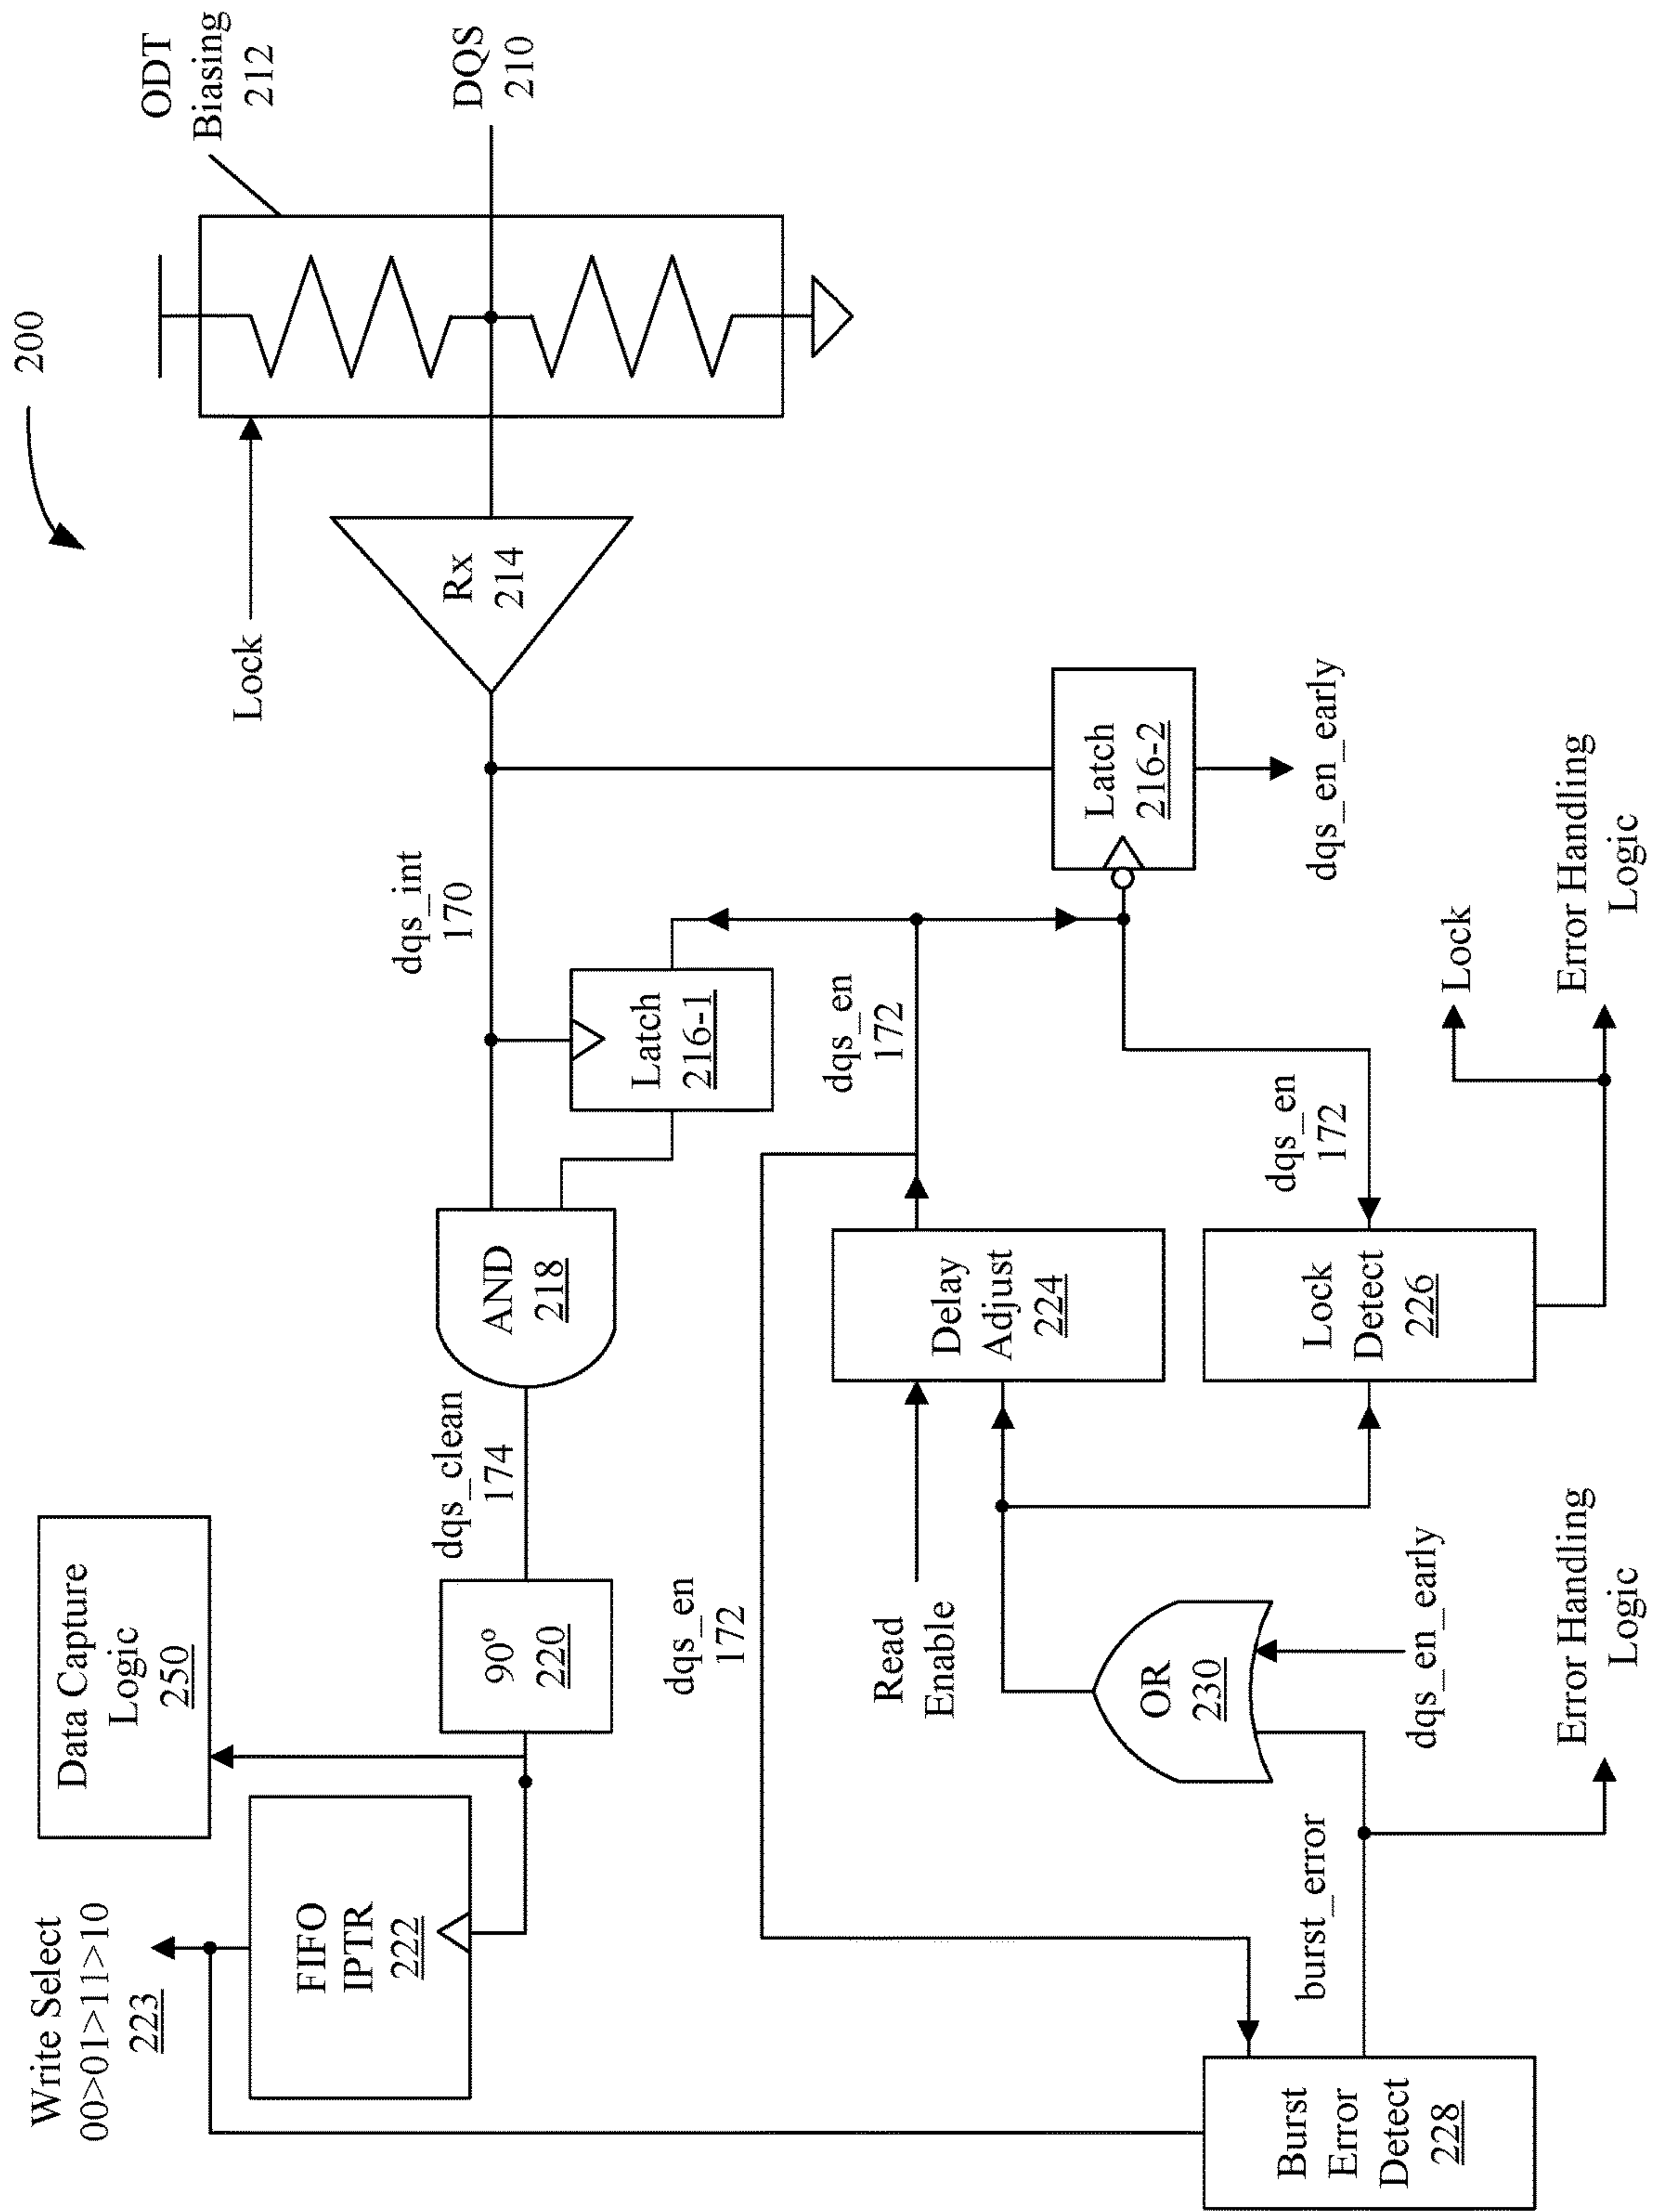 200
ODT
Biasing
212
DQS
210
Lock
Rx
214
dqs_int
170
Latch
216-1
Latch
216-2
dqs_en_early
AND
218
dqs_clean
174
90°
220
Data Capture
Logic
250
Write Select
00>01>11>10
223
FIFO
IPTR
222
dqs_en
172
dqs_en
172
Read
Enable
Delay
Adjust
224
dqs_en
172
Lock
Detect
226
Lock
Error Handling
Logic
OR
230
dqs_en_early
burst_error
Error Handling
Logic
Burst
Error
Detect
228